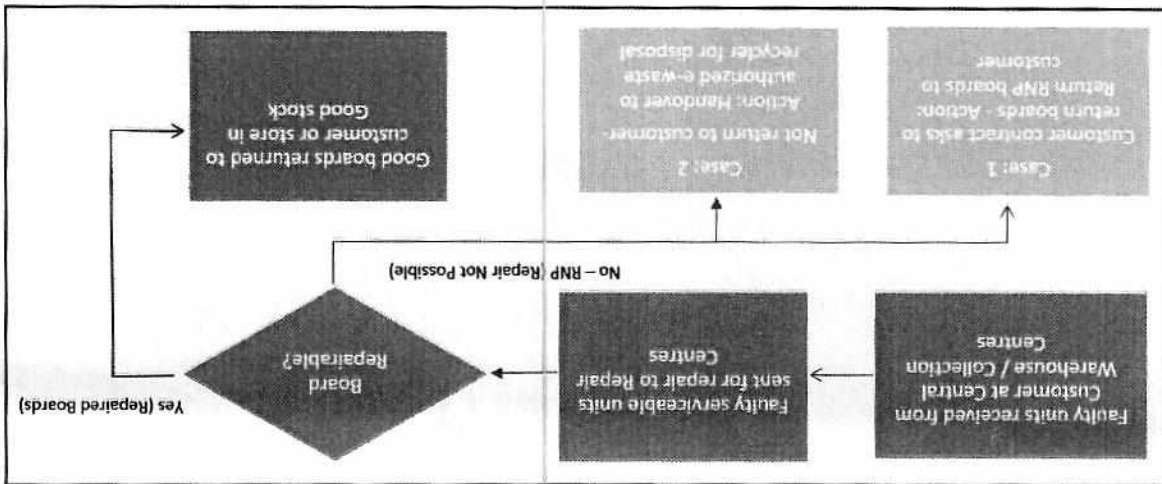 Faulty units received from
Customer at Central
Warehouse / Collection
Centres
Faulty serviceable units
sent for repair to Repair
Centres
Board
Repairable?
Yes (Repaired Boards)
No – RNP (Repair Not Possible)
Case: 1
Customer contract asks to
return boards - Action:
Return RNP boards to
customer
Case: 2
Not return to customer-
Action: Handover to
authorized e-waste
recycler for disposal
Good boards returned to
customer or store in
Good stock